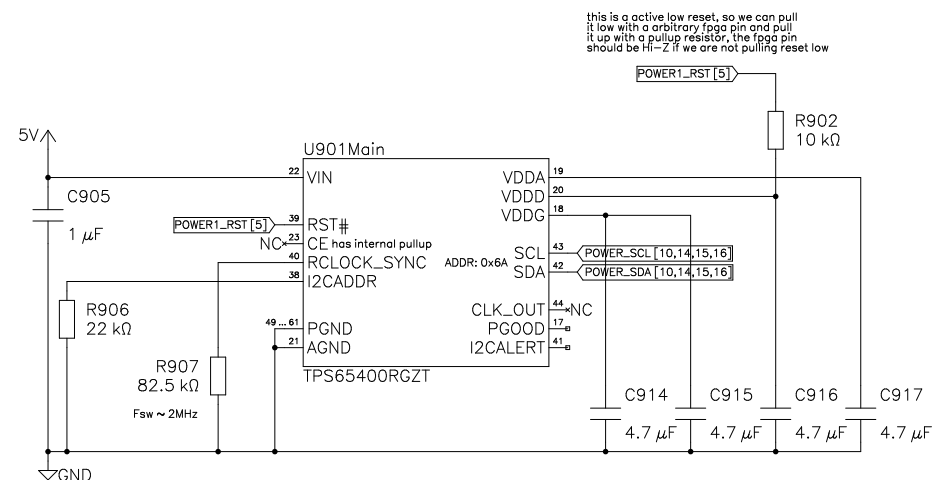 this is a active low reset, so we can pull
it low with a arbitrary fpga pin and pull
it up with a pullup resistor, the fpga pin
should be Hi-Z if we are not pulling reset low
POWER1_RST [5]
R902
10 kΩ
5V
U901Main
C905
1 µF
22 VIN
VDDA 19
VDDD 20
VDDG 18
POWER1_RST [5] 39 RST#
NC 23 CE has internal pullup
40 RCLOCK_SYNC
38 I2CADDR
ADDR: 0x6A
SCL 43 POWER_SCL [10,14,15,16]
SDA 42 POWER_SDA [10,14,15,16]
R906
22 kΩ
CLK_OUT 44 NC
PGOOD 17
I2CALERT 41
49 ... 61 PGND
21 AGND
TPS65400RGZT
R907
82.5 kΩ
Fsw ~ 2MHz
C914
4.7 µF
C915
4.7 µF
C916
4.7 µF
C917
4.7 µF
GND